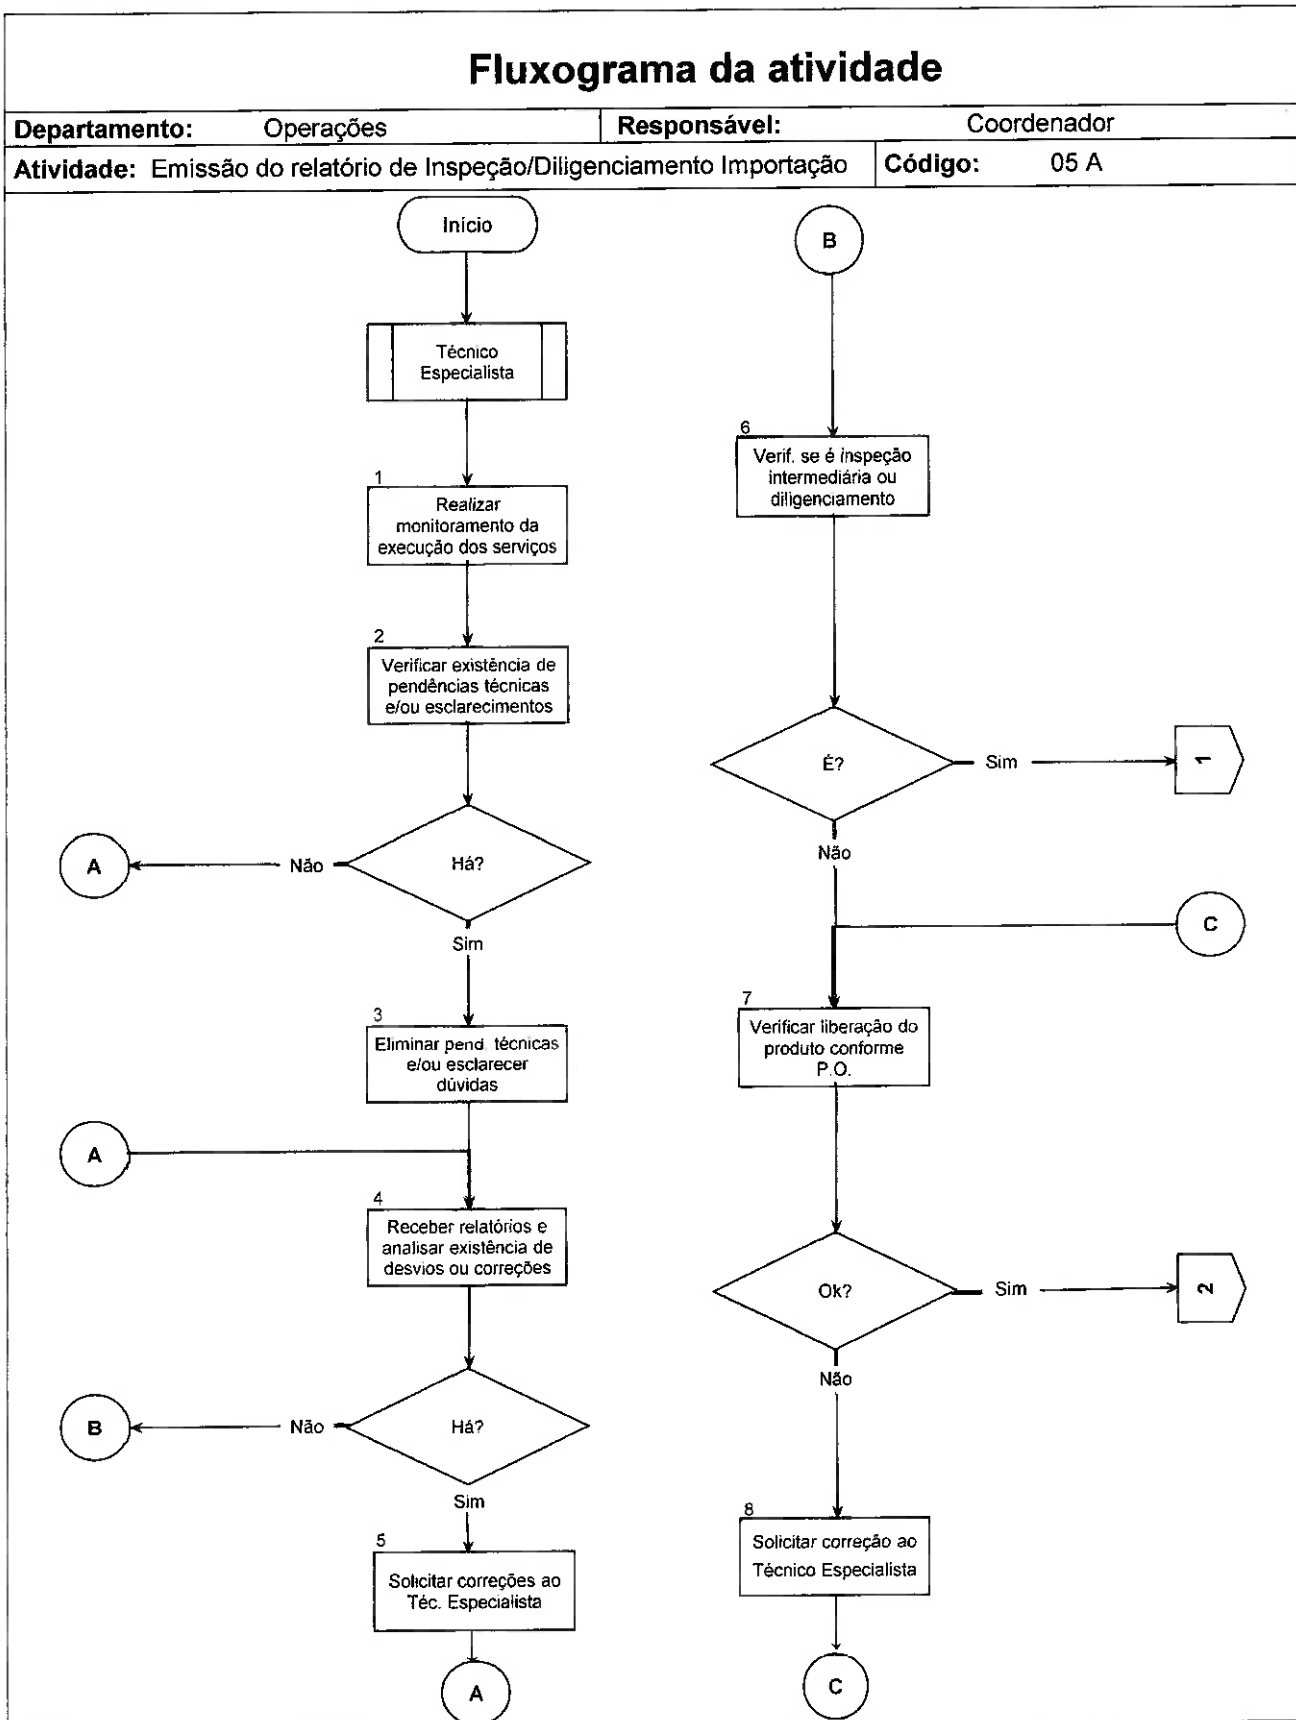 Fluxograma da atividade
Departamento: Operações Responsável: Coordenador
Atividade: Emissão do relatório de Inspeção/Diligenciamento Importação Código: 05 A
Início
Técnico
Especialista
1
Realizar
monitoramento da
execução dos serviços
2
Verificar existência de
pendências técnicas
e/ou esclarecimentos
A
Não
Há?
Sim
3
Eliminar pend. técnicas
e/ou esclarecer
dúvidas
A
4
Receber relatórios e
analisar existência de
desvios ou correções
B
Não
Há?
Sim
5
Solicitar correções ao
Téc. Especialista
A
B
6
Verif. se é inspeção
intermediária ou
diligenciamento
É?
Sim
1
Não
C
7
Verificar liberação do
produto conforme
P.O.
Ok?
Sim
2
Não
8
Solicitar correção ao
Técnico Especialista
C